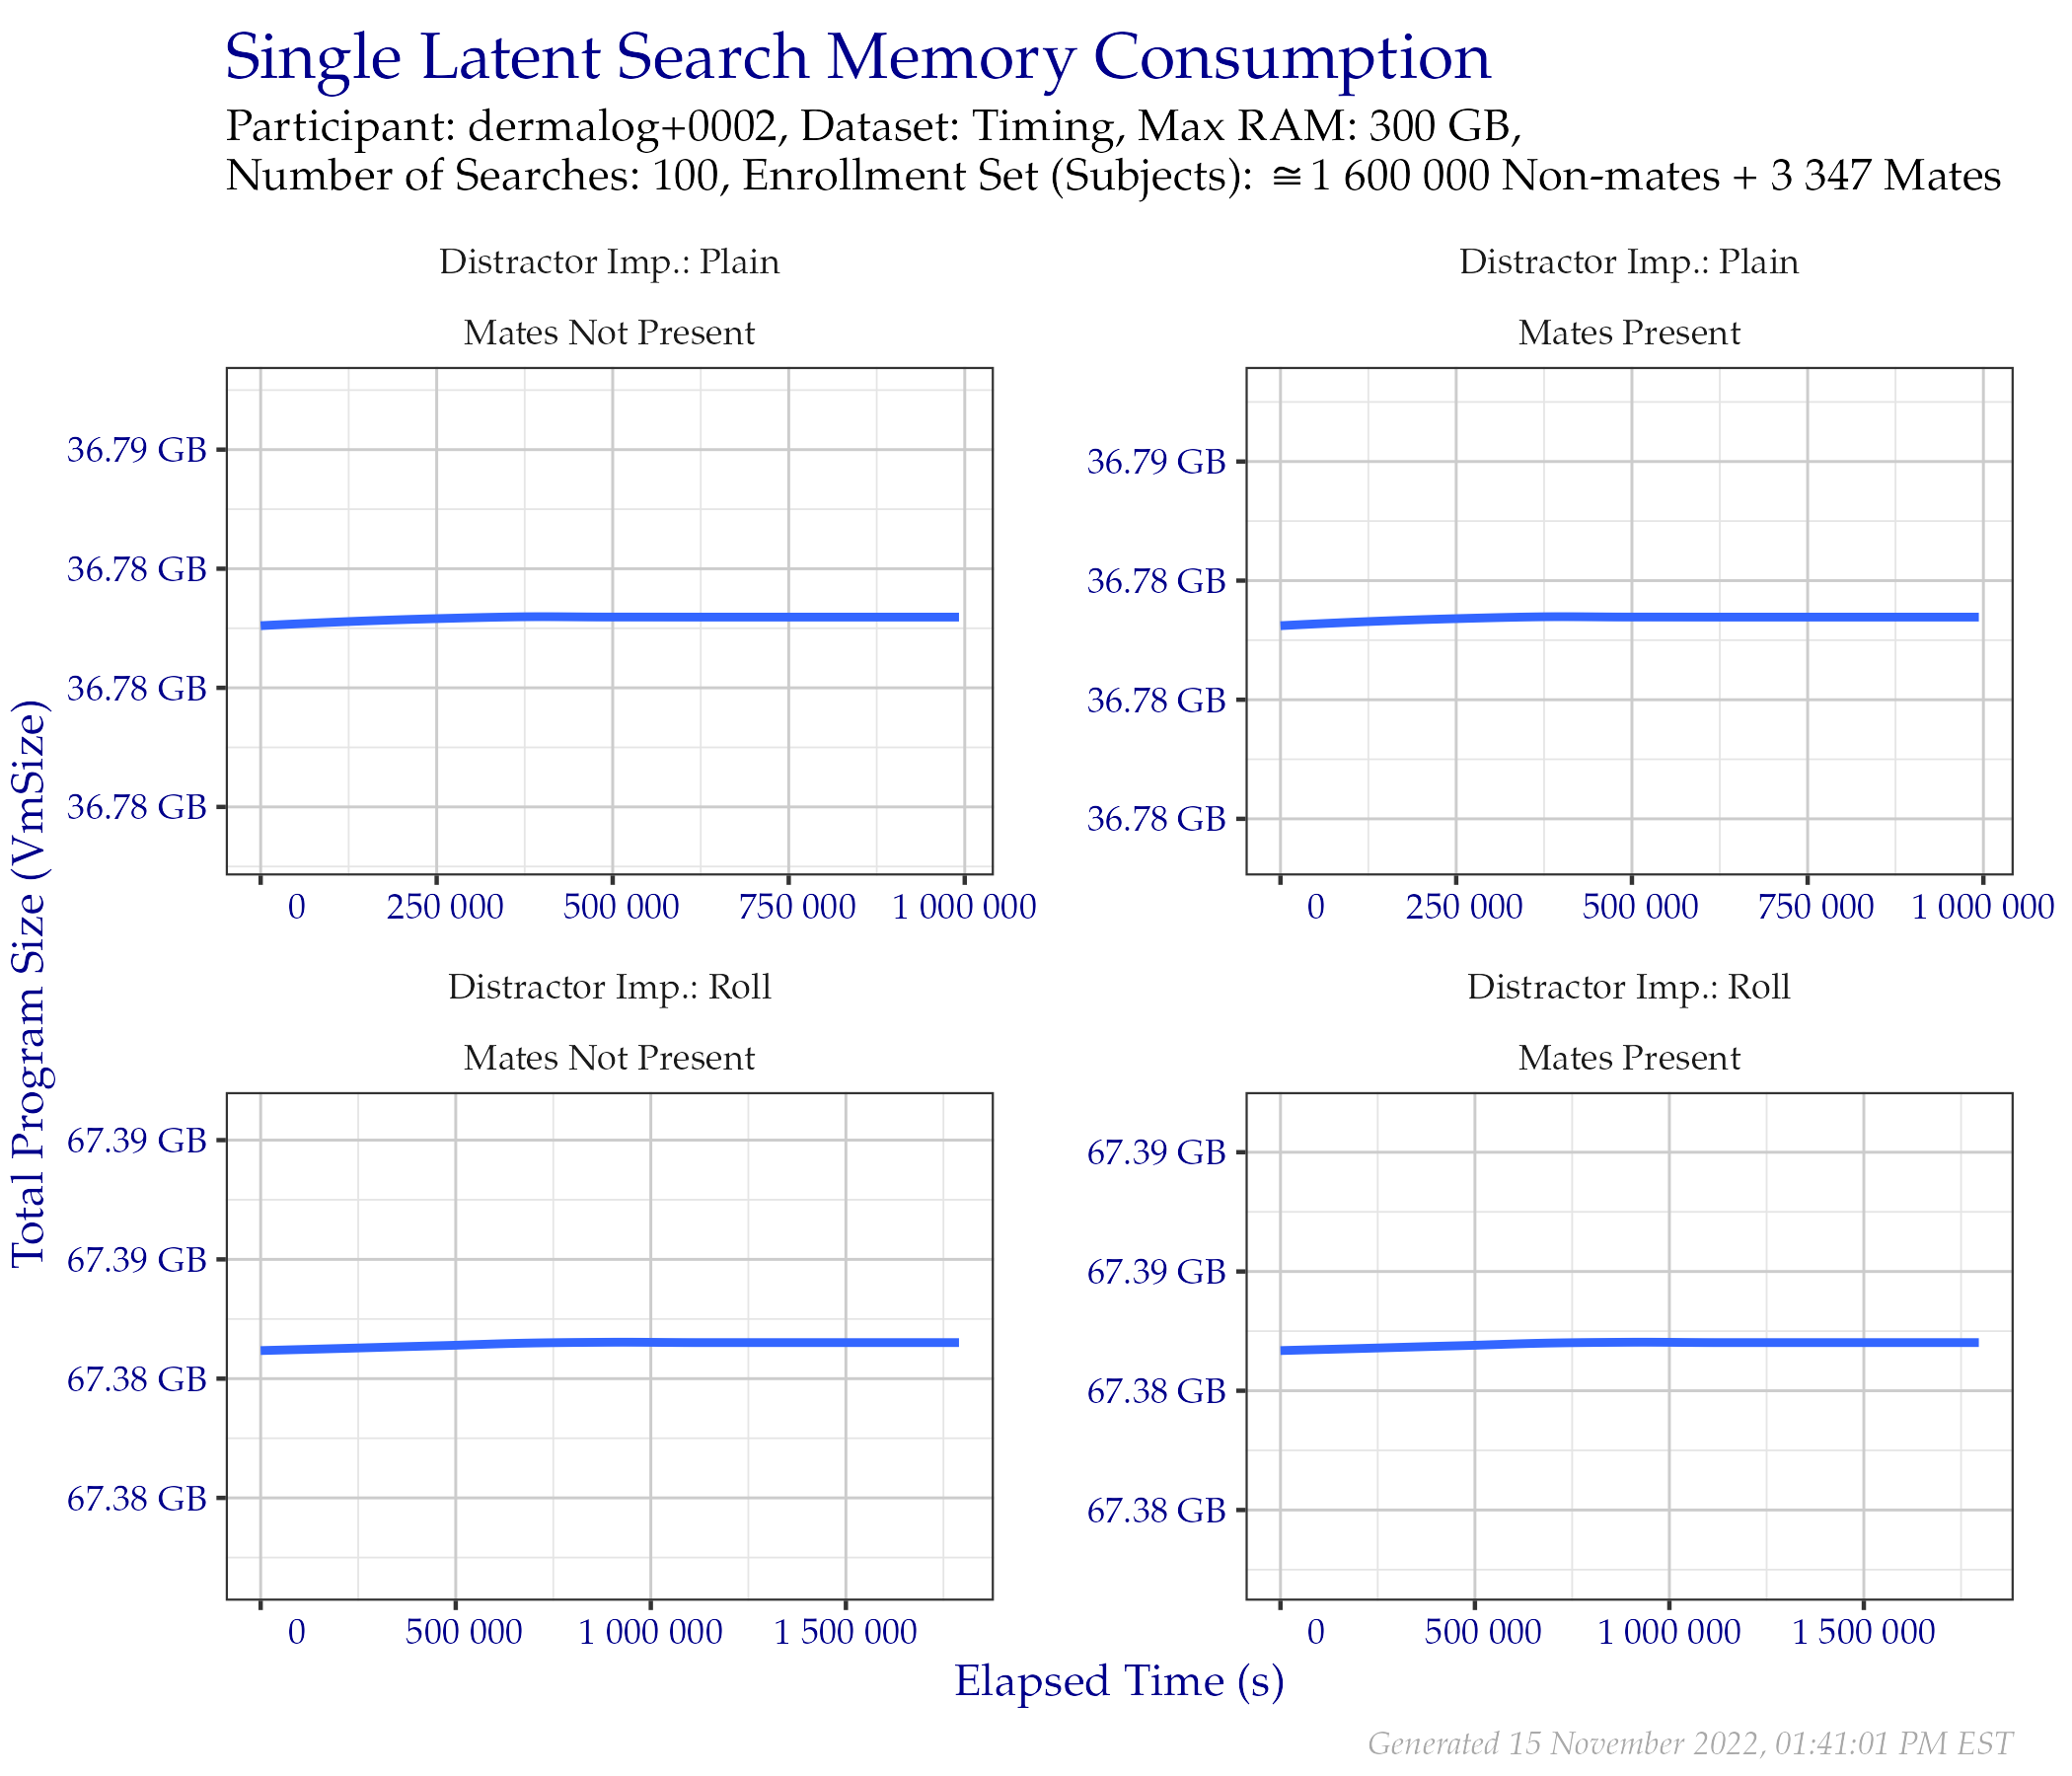 Single Latent Search Memory Consumption
Participant: dermalog+0002, Dataset: Timing, Max RAM: 300 GB,
Number of Searches: 100, Enrollment Set (Subjects): ≅1 600 000 Non-mates + 3 347 Mates
Distractor Imp.: Plain
Mates Not Present
36.79 GB
36.78 GB
36.78 GB
36.78 GB
0 250 000 500 000 750 000 1 000 000
Distractor Imp.: Plain
Mates Present
36.79 GB
36.78 GB
36.78 GB
36.78 GB
0 250 000 500 000 750 000 1 000 000
Distractor Imp.: Roll
Mates Not Present
67.39 GB
67.39 GB
67.38 GB
67.38 GB
0 500 000 1 000 000 1 500 000
Distractor Imp.: Roll
Mates Present
67.39 GB
67.39 GB
67.38 GB
67.38 GB
0 500 000 1 000 000 1 500 000
Total Program Size (VmSize)
Elapsed Time (s)
Generated 15 November 2022, 01:41:01 PM EST